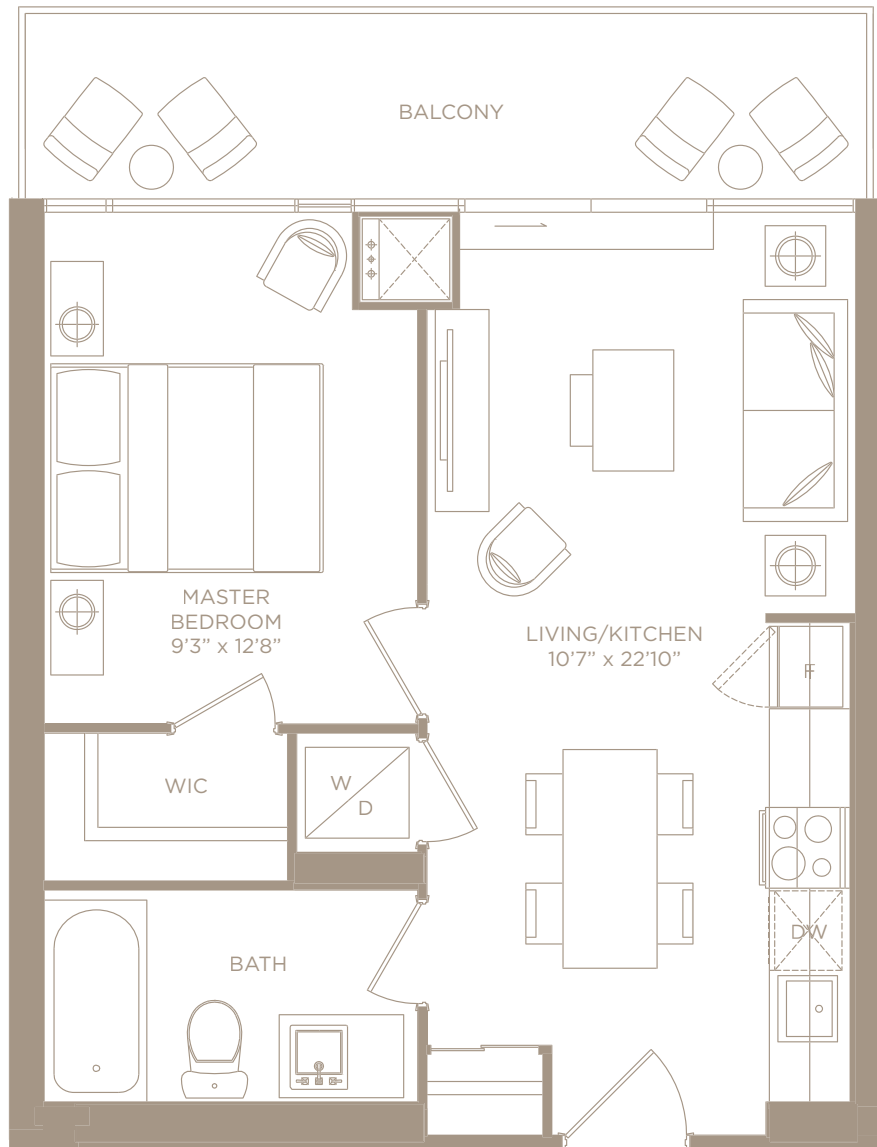 BALCONY
MASTER
BEDROOM
9’3” x 12’8”
LIVING/KITCHEN
10’7” x 22’10”
F
WIC
W
D
DW
BATH